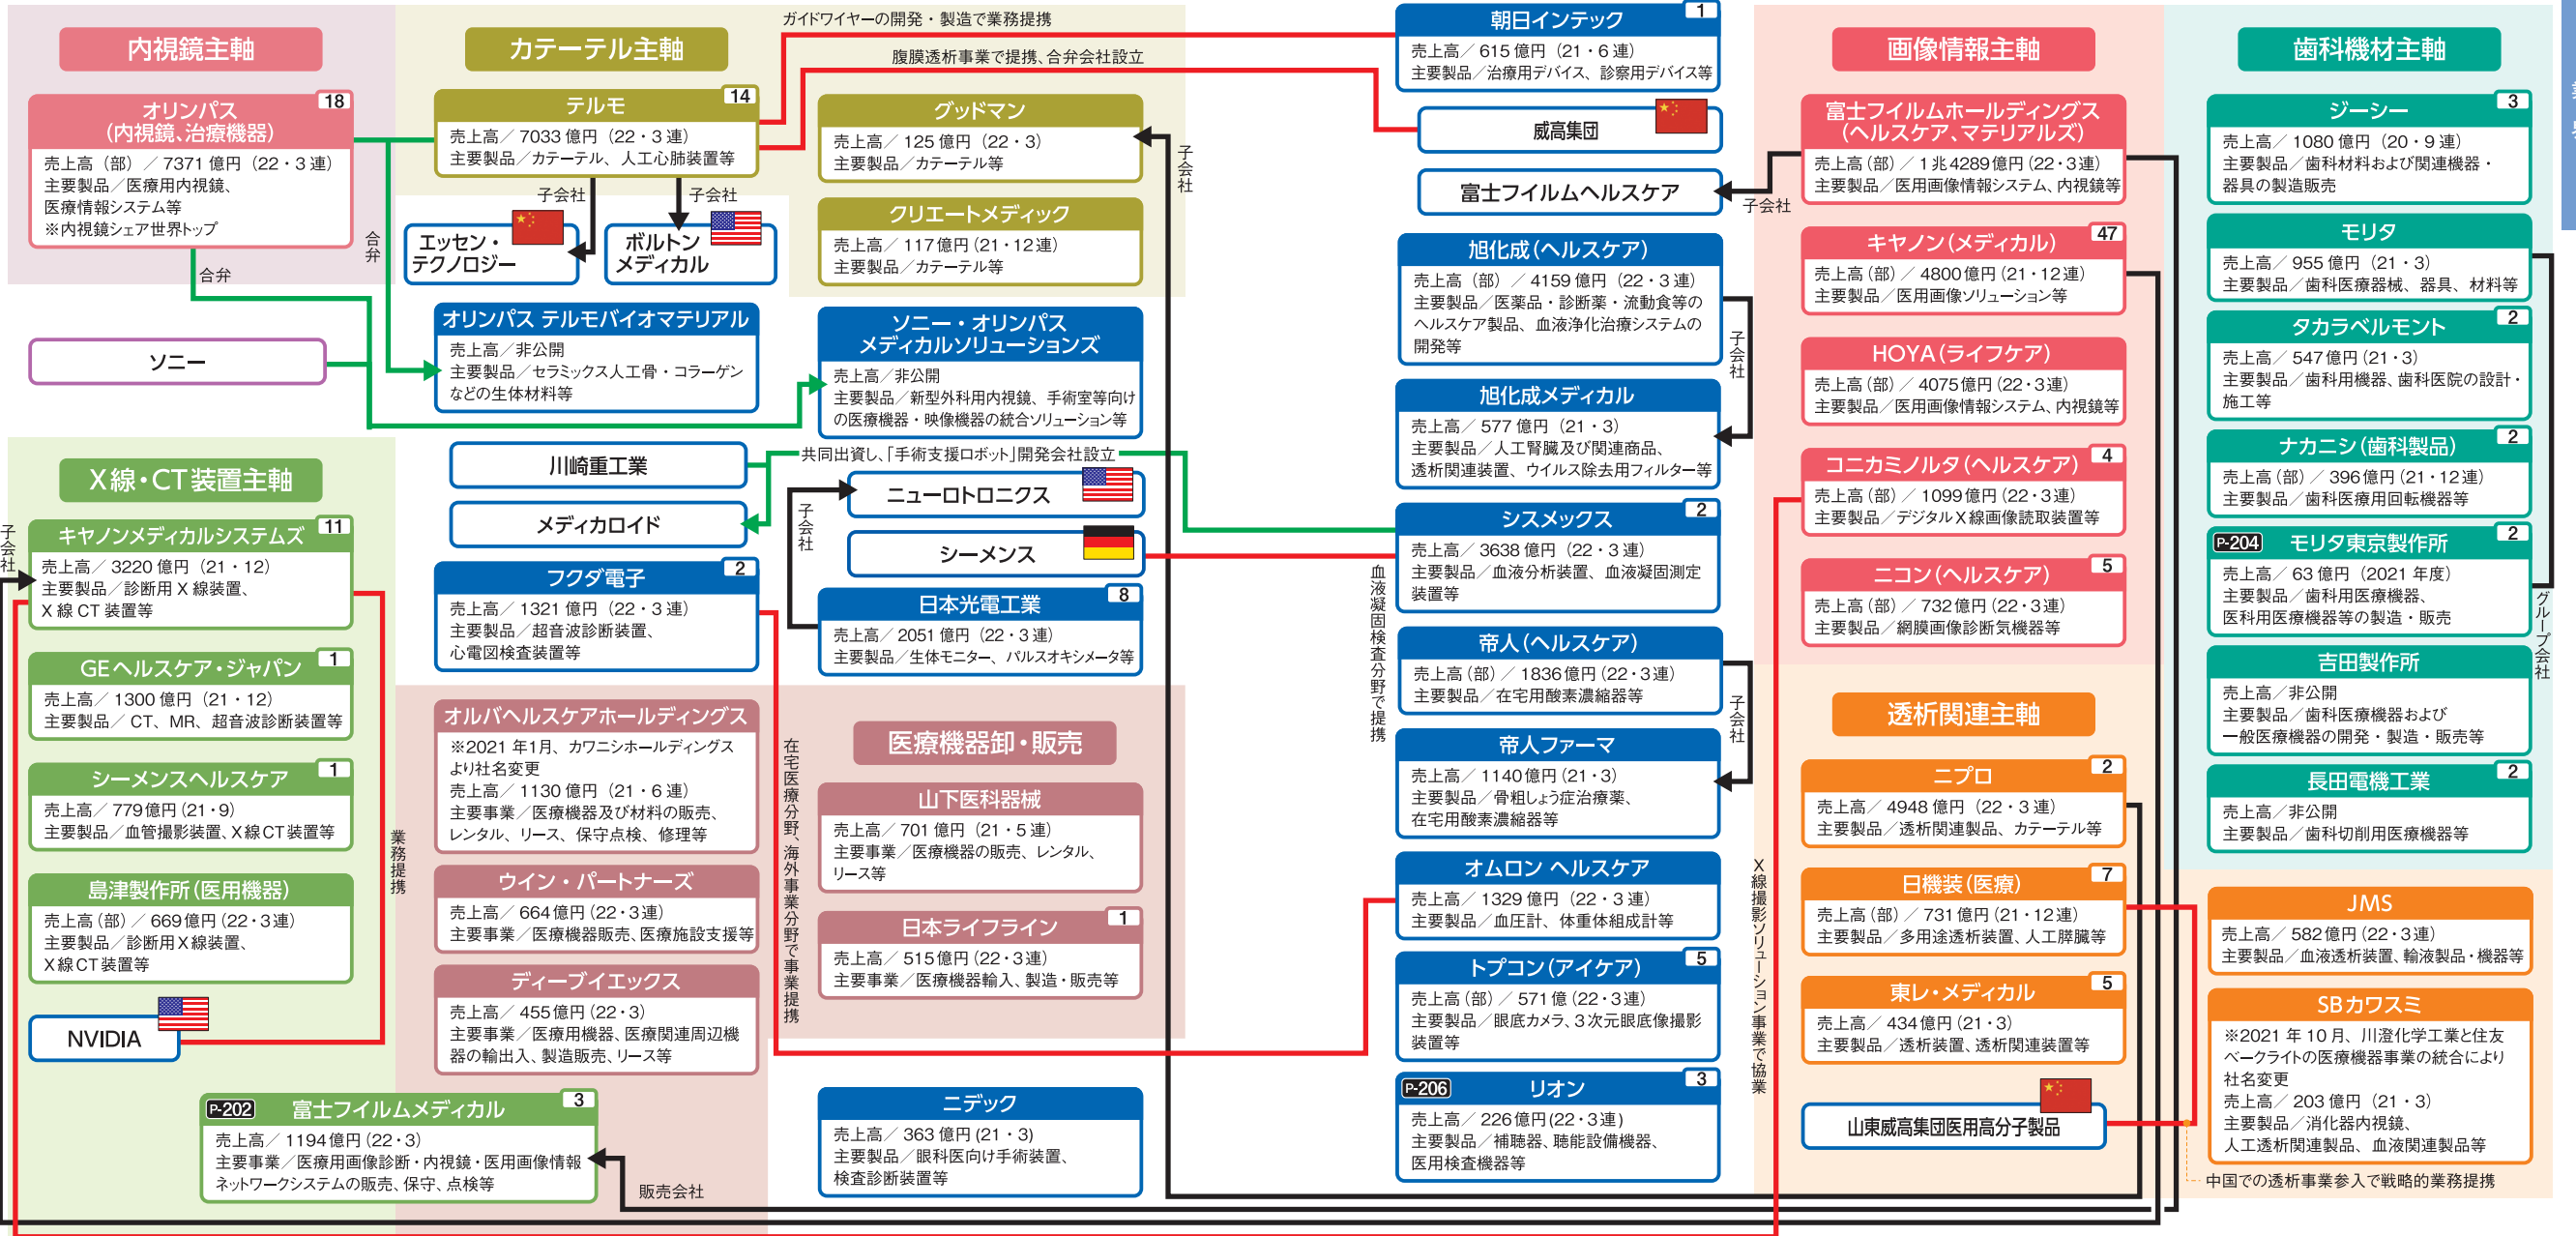 内視鏡主軸
オリンパス
(内視鏡、治療機器)
18
売上高（部）／7371億円（22・3連）
主要製品／医療用内視鏡、
医療情報システム等
※内視鏡シェア世界トップ
合弁
合弁
ソニー
カテーテル主軸
テルモ
14
売上高／7033億円（22・3連）
主要製品／カテーテル、人工心肺装置等
子会社
子会社
エッセン・
テクノロジー
ボルトン
メディカル
グッドマン
売上高／125億円（22・3）
主要製品／カテーテル等
クリエートメディック
売上高／117億円（21・12連）
主要製品／カテーテル等
子会社
ガイドワイヤーの開発・製造で業務提携
腹膜透析事業で提携、合弁会社設立
オリンパス テルモバイオマテリアル
売上高／非公開
主要製品／セラミックス人工骨・コラーゲン
などの生体材料等
ソニー・オリンパス
メディカルソリューションズ
売上高／非公開
主要製品／新型外科用内視鏡、手術室等向け
の医療機器・映像機器の統合ソリューション等
川崎重工業
共同出資し、「手術支援ロボット」開発会社設立
メディカロイド
ニューロトロニクス
子会社
シーメンス
フクダ電子
2
売上高／1321億円（22・3連）
主要製品／超音波診断装置、
心電図検査装置等
日本光電工業
8
売上高／2051億円（22・3連）
主要製品／生体モニター、パルスオキシメータ等
X線・CT装置主軸
子会社
キヤノンメディカルシステムズ
11
売上高／3220億円（21・12）
主要製品／診断用X線装置、
X線CT装置等
GEヘルスケア・ジャパン
1
売上高／1300億円（21・12）
主要製品／CT、MR、超音波診断装置等
シーメンスヘルスケア
1
売上高／779億円（21・9）
主要製品／血管撮影装置、X線CT装置等
島津製作所（医用機器）
売上高（部）／669億円（22・3連）
主要製品／診断用X線装置、
X線CT装置等
NVIDIA
業務提携
P-202
富士フイルムメディカル
3
売上高／1194億円（22・3）
主要事業／医療用画像診断・内視鏡・医用画像情報
ネットワークシステムの販売、保守、点検等
販売会社
オルバヘルスケアホールディングス
※2021年1月、カワニシホールディングス
より社名変更
売上高／1130億円（21・6連）
主要事業／医療機器及び材料の販売、
レンタル、リース、保守点検、修理等
ウイン・パートナーズ
売上高／664億円（22・3連）
主要事業／医療機器販売、医療施設支援等
ディーブイエックス
売上高／455億円（22・3）
主要事業／医療用機器、医療関連周辺機
器の輸出入、製造販売、リース等
在宅医療分野、海外事業分野で事業提携
医療機器卸・販売
山下医科器械
売上高／701億円（21・5連）
主要事業／医療機器の販売、レンタル、
リース等
日本ライフライン
1
売上高／515億円（22・3連）
主要事業／医療機器輸入、製造・販売等
ニデック
売上高／363億円（21・3）
主要製品／眼科医向け手術装置、
検査診断装置等
朝日インテック
1
売上高／615億円（21・6連）
主要製品／治療用デバイス、診察用デバイス等
威高集団
富士フイルムヘルスケア
子会社
旭化成（ヘルスケア）
売上高（部）／4159億円（22・3連）
主要製品／医薬品・診断薬・流動食等の
ヘルスケア製品、血液浄化治療システムの
開発等
子会社
旭化成メディカル
売上高／577億円（21・3）
主要製品／人工腎臓及び関連商品、
透析関連装置、ウイルス除去用フィルター等
シスメックス
2
売上高／3638億円（22・3連）
主要製品／血液分析装置、血液凝固測定
装置等
血液凝固検査分野で提携
帝人（ヘルスケア）
売上高（部）／1836億円（22・3連）
主要製品／在宅用酸素濃縮器等
子会社
帝人ファーマ
売上高／1140億円（21・3）
主要製品／骨粗しょう症治療薬、
在宅用酸素濃縮器等
オムロン ヘルスケア
売上高／1329億円（22・3連）
主要製品／血圧計、体重体組成計等
トプコン（アイケア）
5
売上高（部）／571億（22・3連）
主要製品／眼底カメラ、3次元眼底像撮影
装置等
P-206
リオン
3
売上高／226億円（22・3連）
主要製品／補聴器、聴能設備機器、
医用検査機器等
X線撮影ソリューション事業で協業
画像情報主軸
富士フイルムホールディングス
（ヘルスケア、マテリアルズ）
売上高（部）／1兆4289億円（22・3連）
主要製品／医用画像情報システム、内視鏡等
キヤノン（メディカル）
47
売上高（部）／4800億円（21・12連）
主要製品／医用画像ソリューション等
HOYA（ライフケア）
売上高（部）／4075億円（22・3連）
主要製品／医用画像情報システム、内視鏡等
コニカミノルタ（ヘルスケア）
4
売上高（部）／1099億円（22・3連）
主要製品／デジタルX線画像読取装置等
ニコン（ヘルスケア）
5
売上高（部）／732億円（22・3連）
主要製品／網膜画像診断気機器等
透析関連主軸
ニプロ
2
売上高／4948億円（22・3連）
主要製品／透析関連製品、カテーテル等
日機装（医療）
7
売上高（部）／731億円（21・12連）
主要製品／多用途透析装置、人工膵臓等
東レ・メディカル
5
売上高／434億円（21・3）
主要製品／透析装置、透析関連装置等
山東威高集団医用高分子製品
JMS
売上高／582億円（22・3連）
主要製品／血液透析装置、輸液製品・機器等
SBカワスミ
※2021年10月、川澄化学工業と住友
ベークライトの医療機器事業の統合により
社名変更
売上高／203億円（21・3）
主要製品／消化器内視鏡、
人工透析関連製品、血液関連製品等
中国での透析事業参入で戦略的業務提携
歯科機材主軸
ジーシー
3
売上高／1080億円（20・9連）
主要製品／歯科材料および関連機器・
器具の製造販売
モリタ
売上高／955億円（21・3）
主要製品／歯科医療器械、器具、材料等
タカラベルモント
2
売上高／547億円（21・3）
主要製品／歯科用機器、歯科医院の設計・
施工等
ナカニシ（歯科製品）
2
売上高（部）／396億円（21・12連）
主要製品／歯科医療用回転機器等
P-204
モリタ東京製作所
2
売上高／63億円（2021年度）
主要製品／歯科用医療機器、
医科用医療機器等の製造・販売
グループ会社
吉田製作所
売上高／非公開
主要製品／歯科医療機器および
一般医療機器の開発・製造・販売等
長田電機工業
2
売上高／非公開
主要製品／歯科切削用医療機器等